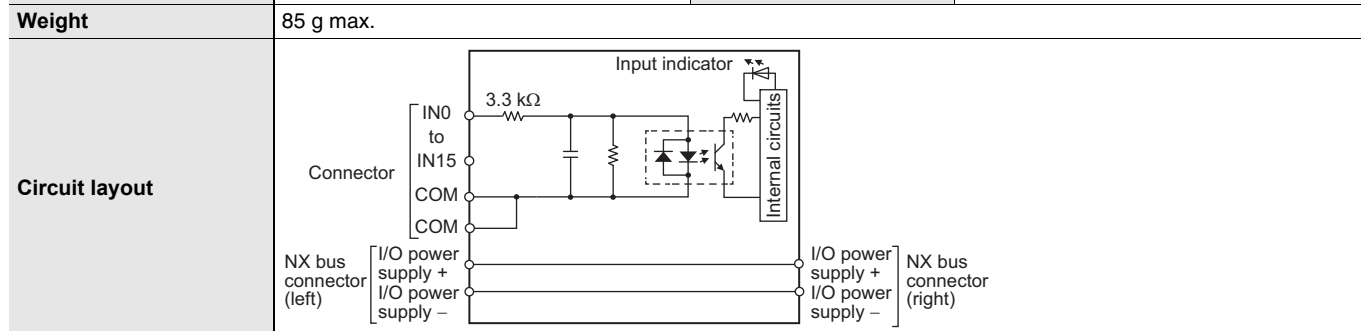 Weight
85 g max.
Circuit layout
Input indicator
3.3 kΩ
IN0
to
IN15
COM
COM
Connector
Internal circuits
NX bus
connector
(left)
I/O power
supply +
I/O power
supply −
I/O power
supply +
I/O power
supply −
NX bus
connector
(right)